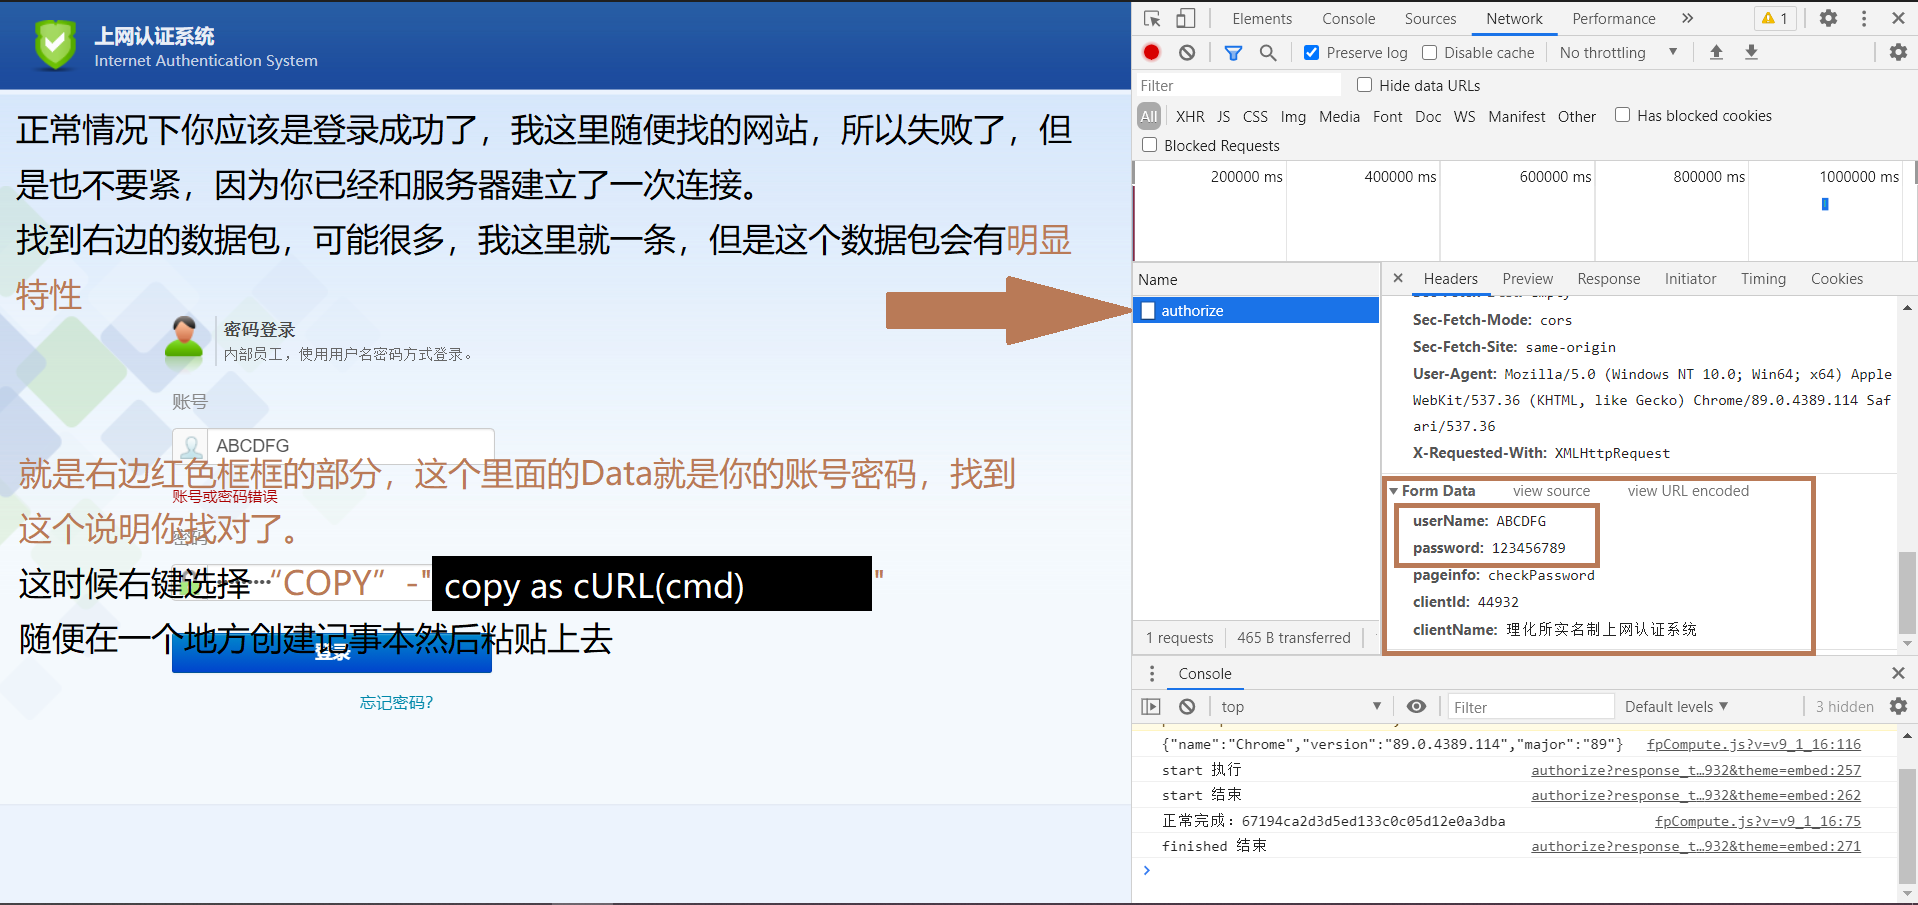 上网认证系统
Internet Authentication System
正常情况下你应该是登录成功了，我这里随便找的网站，所以失败了，但
是也不要紧，因为你已经和服务器建立了一次连接。
找到右边的数据包，可能很多，我这里就一条，但是这个数据包会有明显
特性
密码登录
内部员工，使用用户名密码方式登录。
账号
ABCDFG
就是右边红色框框的部分，这个里面的Data就是你的账号密码，找到
账号或密码错误
这个说明你找对了。
密码
这时候右键选择“COPY” -" copy as cURL(cmd) "
随便在一个地方创建记事本然后粘贴上去
登录
忘记密码?
Elements Console Sources Network Performance » 1
Preserve log Disable cache No throttling
Filter Hide data URLs
All XHR JS CSS Img Media Font Doc WS Manifest Other Has blocked cookies
Blocked Requests
200000 ms 400000 ms 600000 ms 800000 ms 1000000 ms
Name
authorize
1 requests 465 B transferred
Headers Preview Response Initiator Timing Cookies
Sec-Fetch-Mode: cors
Sec-Fetch-Site: same-origin
User-Agent: Mozilla/5.0 (Windows NT 10.0; Win64; x64) Apple
WebKit/537.36 (KHTML, like Gecko) Chrome/89.0.4389.114 Saf
ari/537.36
X-Requested-With: XMLHttpRequest
Form Data view source view URL encoded
userName: ABCDFG
password: 123456789
pageinfo: checkPassword
clientId: 44932
clientName: 理化所实名制上网认证系统
Console
top Filter Default levels 3 hidden
{"name":"Chrome","version":"89.0.4389.114","major":"89"} fpCompute.js?v=v9_1_16:116
start 执行 authorize?response_t…932&theme=embed:257
start 结束 authorize?response_t…932&theme=embed:262
正常完成：67194ca2d3d5ed133c0c05d12e0a3dba fpCompute.js?v=v9_1_16:75
finished 结束 authorize?response_t…932&theme=embed:271